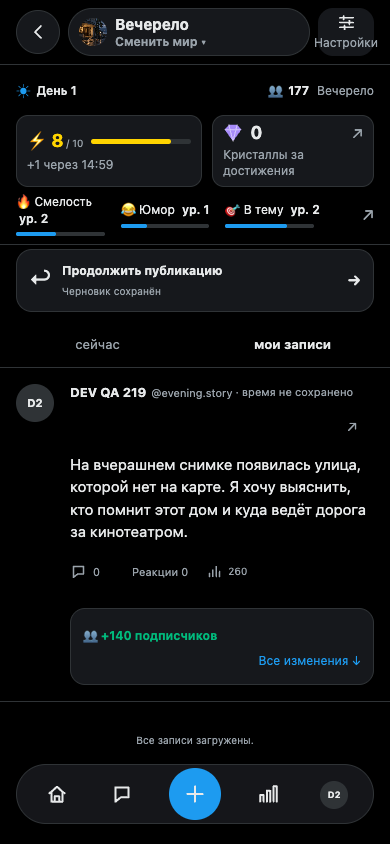 Вечерело
Сменить мир ▾
Настройки
День 1
177 Вечерело
8 / 10
+1 через 14:59
0
Кристаллы за
достижения
Смелость
ур. 2
Юмор ур. 1
В тему ур. 2
Продолжить публикацию
Черновик сохранён
сейчас
мои записи
D2
DEV QA 219 @evening.story · время не сохранено
На вчерашнем снимке появилась улица,
которой нет на карте. Я хочу выяснить,
кто помнит этот дом и куда ведёт дорога
за кинотеатром.
0
Реакции 0
260
+140 подписчиков
Все изменения ↓
Все записи загружены.
D2